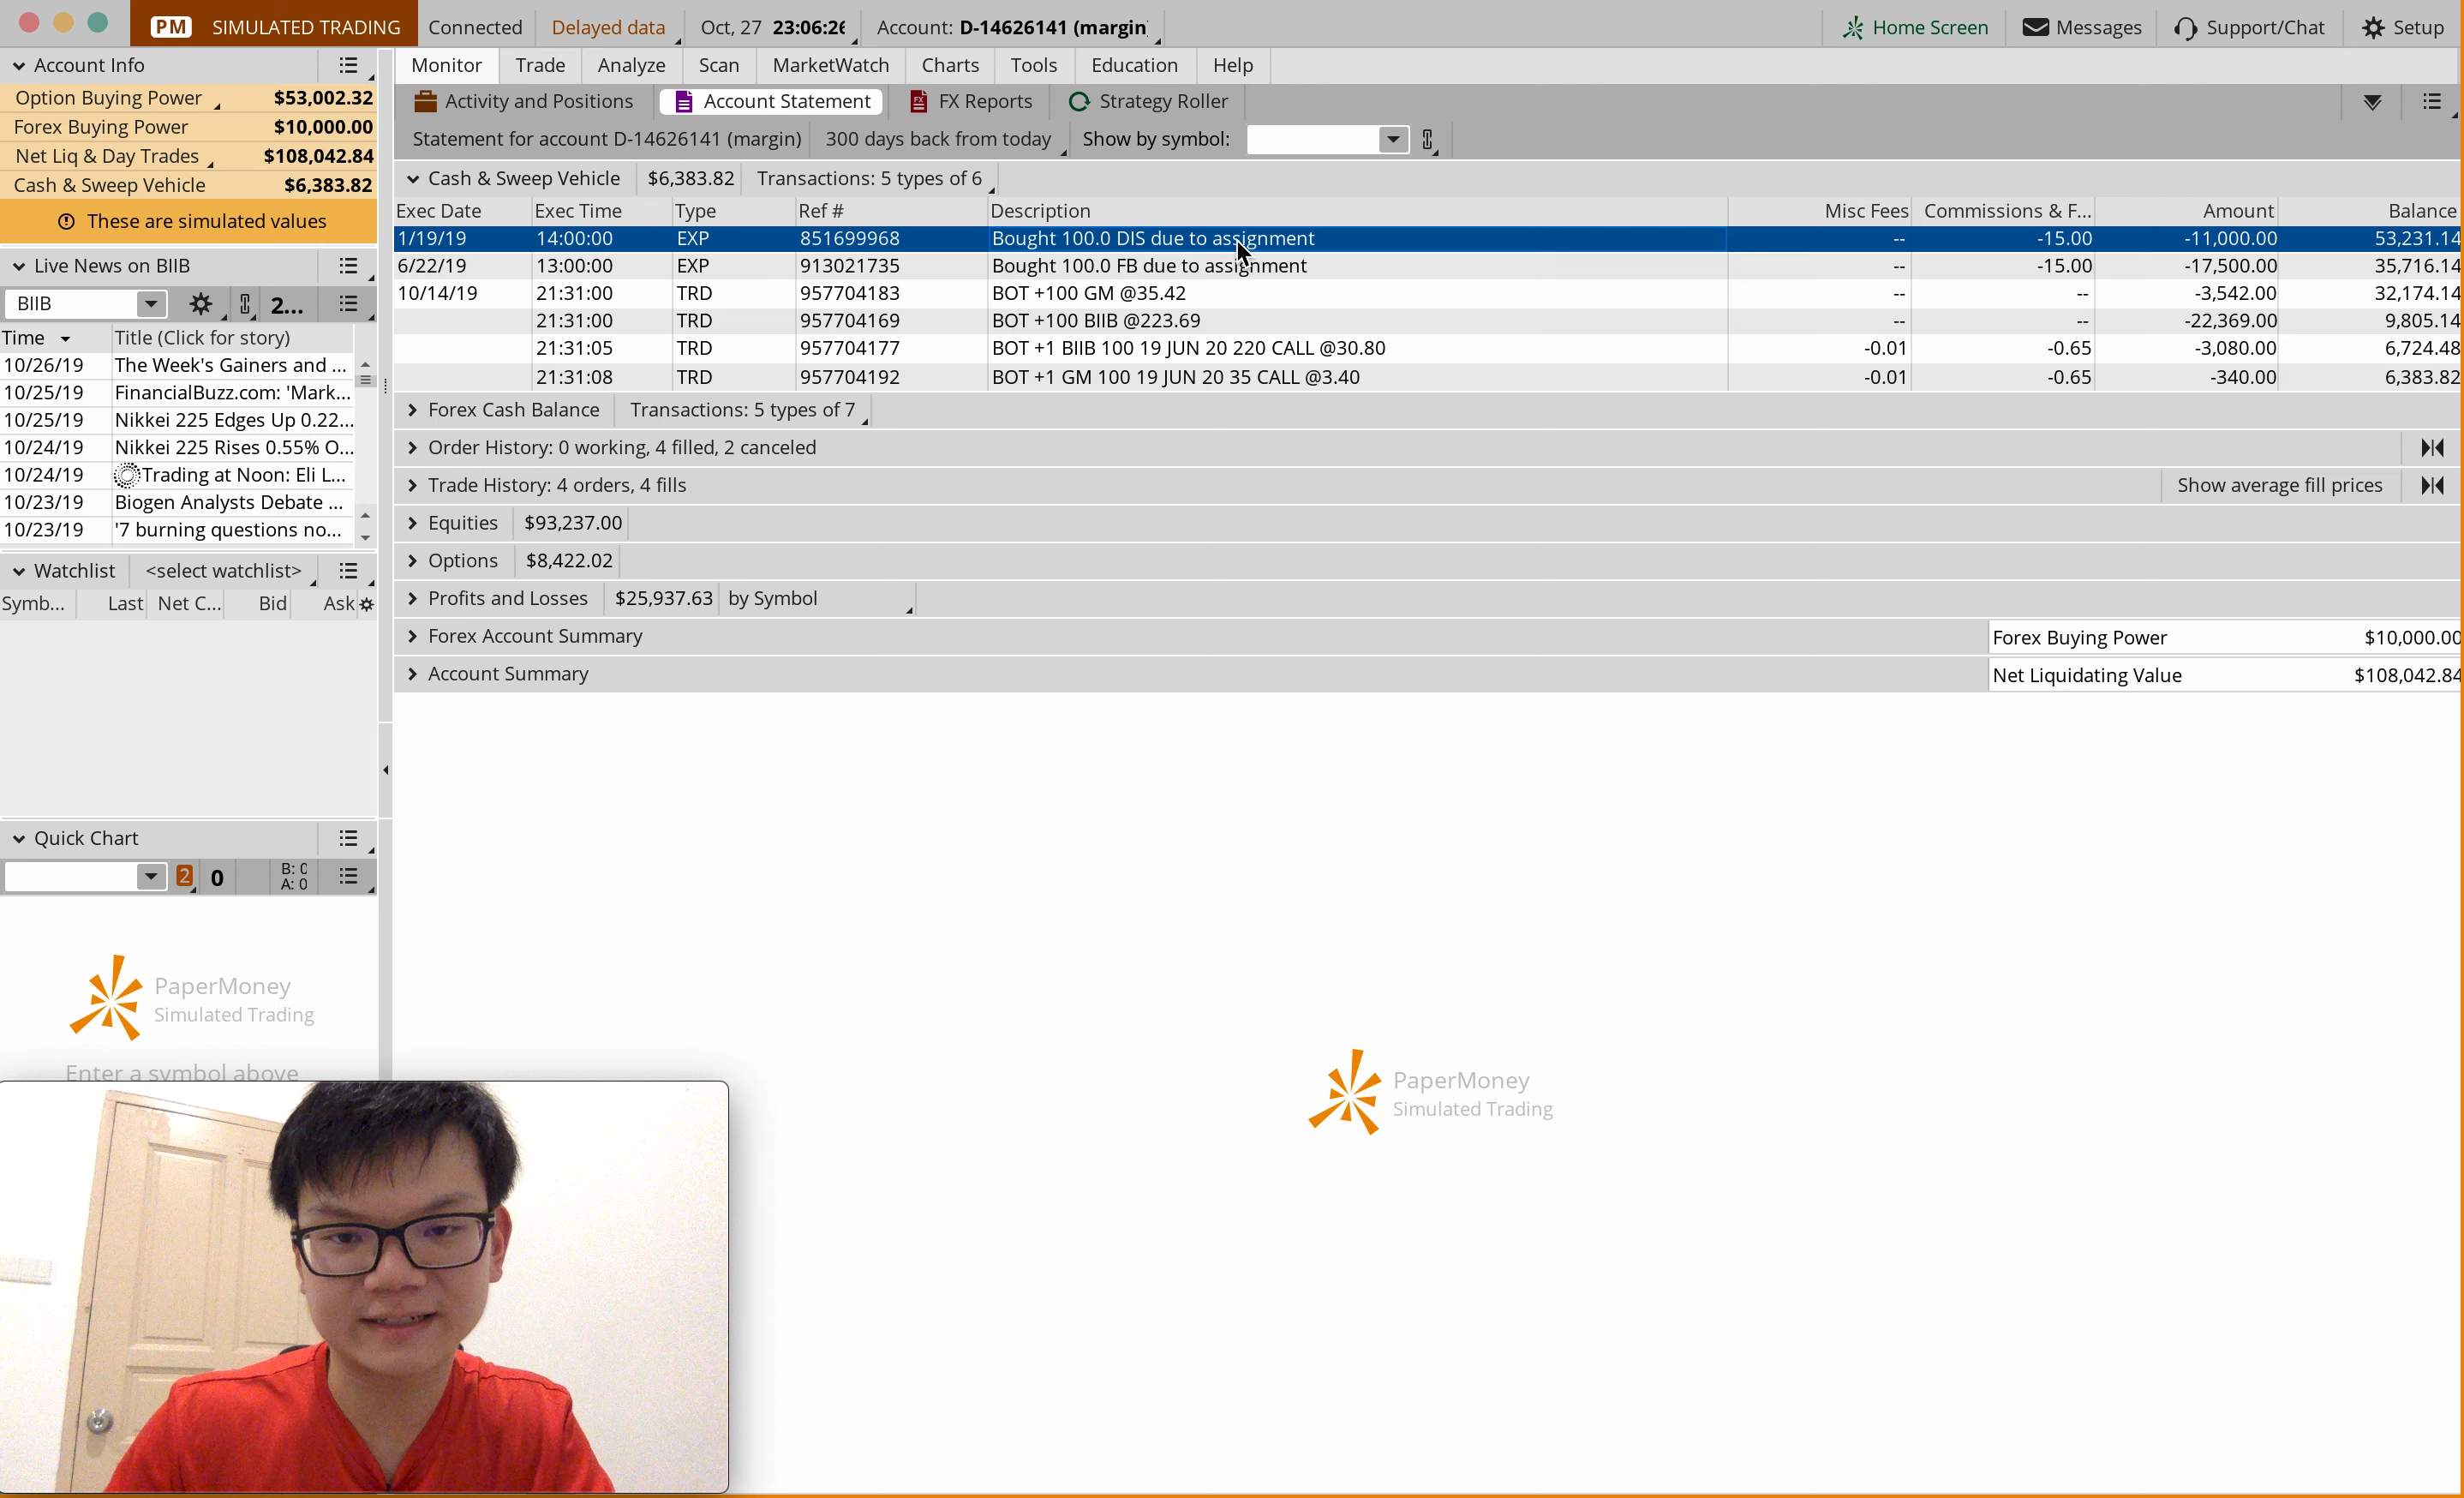 PM SIMULATED TRADING Connected Delayed data Oct, 27 23:06:26 Account: D-14626141 (margin) Home Screen Messages Support/Chat Setup
Account Info
Option Buying Power $53,002.32
Forex Buying Power $10,000.00
Net Liq & Day Trades $108,042.84
Cash & Sweep Vehicle $6,383.82
These are simulated values
Live News on BIIB
BIIB 2...
Time Title (Click for story)
10/26/19 The Week's Gainers and ...
10/25/19 FinancialBuzz.com: 'Mark...
10/25/19 Nikkei 225 Edges Up 0.22...
10/24/19 Nikkei 225 Rises 0.55% O...
10/24/19 Trading at Noon: Eli L...
10/23/19 Biogen Analysts Debate ...
10/23/19 '7 burning questions no...
Watchlist <select watchlist>
Symb... Last Net C... Bid Ask
Quick Chart
2 0 B: 0
A: 0
PaperMoney
Simulated Trading
Enter a symbol above
Monitor Trade Analyze Scan MarketWatch Charts Tools Education Help
Activity and Positions Account Statement FX Reports Strategy Roller
Statement for account D-14626141 (margin) 300 days back from today Show by symbol:
Cash & Sweep Vehicle $6,383.82 Transactions: 5 types of 6
Exec Date Exec Time Type Ref # Description Misc Fees Commissions & F... Amount Balance
1/19/19 14:00:00 EXP 851699968 Bought 100.0 DIS due to assignment -- -15.00 -11,000.00 53,231.14
6/22/19 13:00:00 EXP 913021735 Bought 100.0 FB due to assignment -- -15.00 -17,500.00 35,716.14
10/14/19 21:31:00 TRD 957704183 BOT +100 GM @35.42 -- -- -3,542.00 32,174.14
21:31:00 TRD 957704169 BOT +100 BIIB @223.69 -- -- -22,369.00 9,805.14
21:31:05 TRD 957704177 BOT +1 BIIB 100 19 JUN 20 220 CALL @30.80 -0.01 -0.65 -3,080.00 6,724.48
21:31:08 TRD 957704192 BOT +1 GM 100 19 JUN 20 35 CALL @3.40 -0.01 -0.65 -340.00 6,383.82
Forex Cash Balance Transactions: 5 types of 7
Order History: 0 working, 4 filled, 2 canceled
Trade History: 4 orders, 4 fills Show average fill prices
Equities $93,237.00
Options $8,422.02
Profits and Losses $25,937.63 by Symbol
Forex Account Summary Forex Buying Power $10,000.00
Account Summary Net Liquidating Value $108,042.84
PaperMoney
Simulated Trading